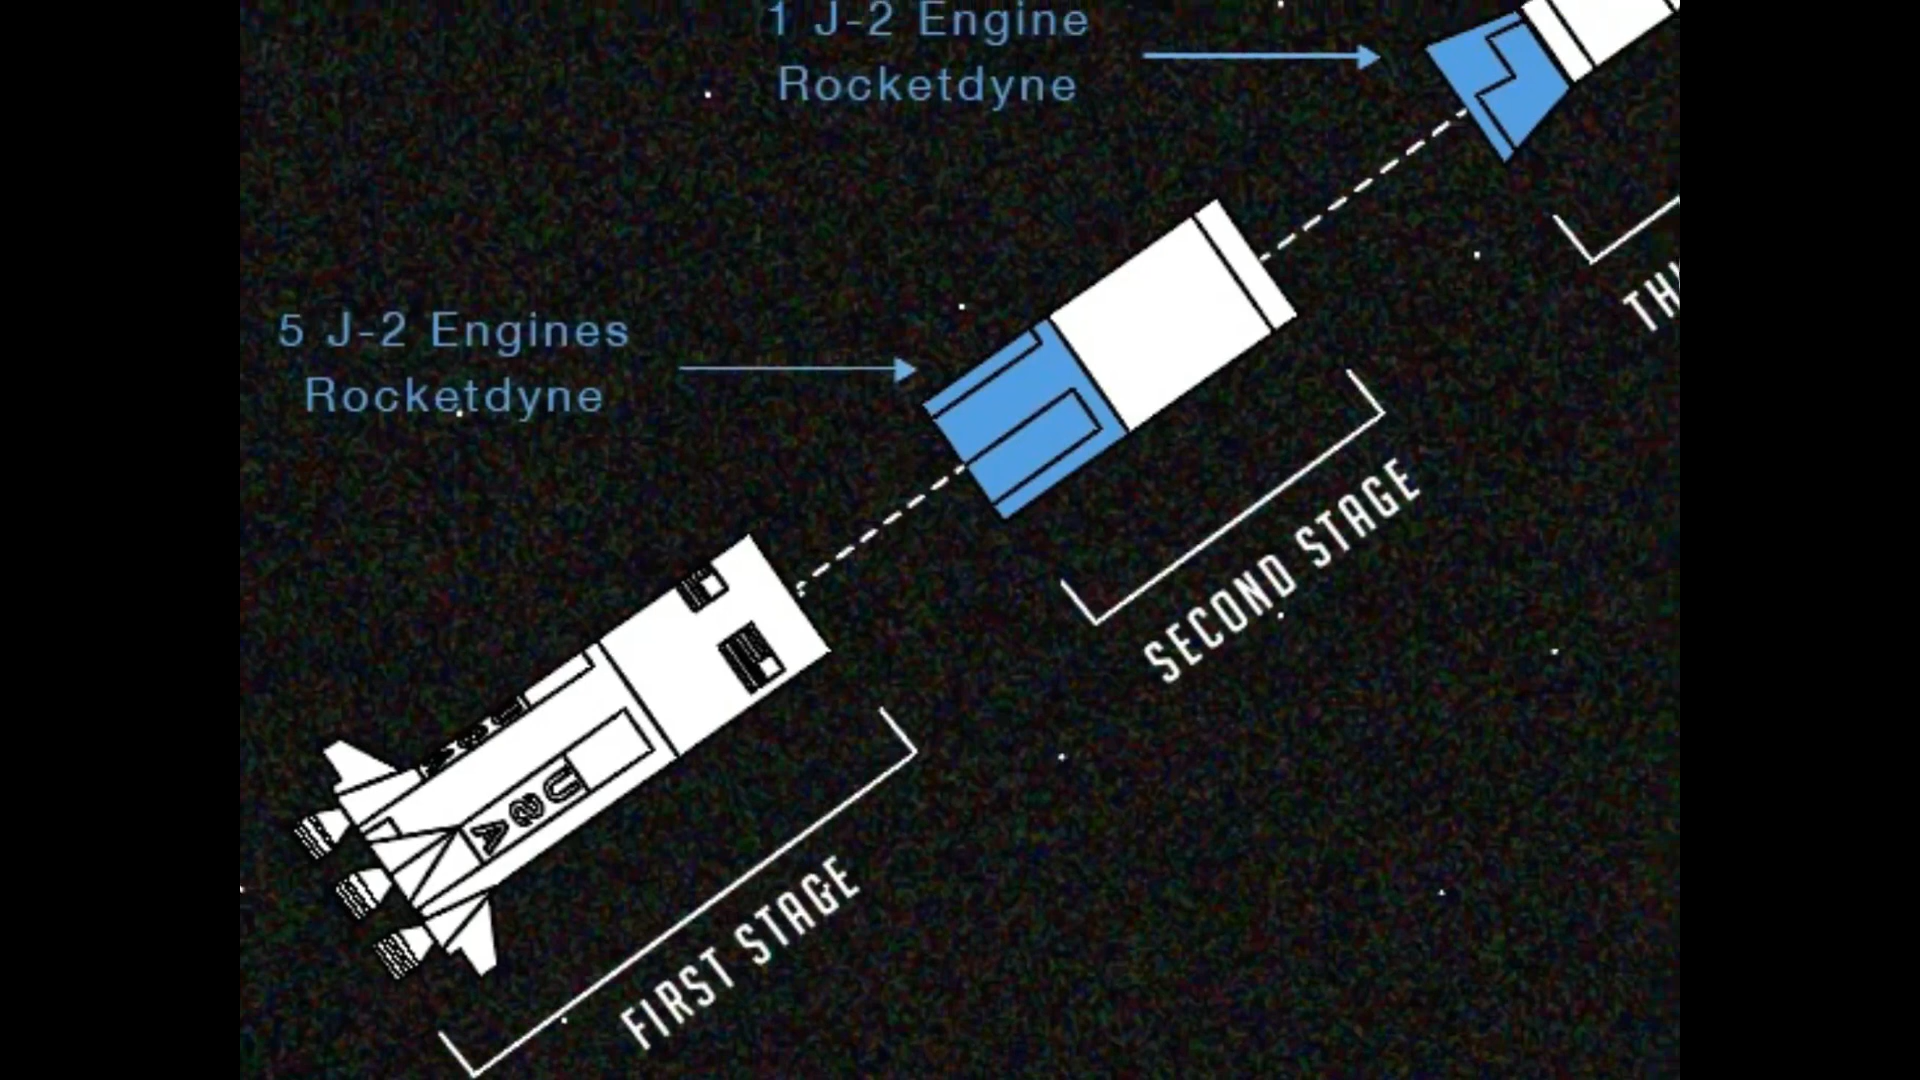 1 J-2 Engine
Rocketdyne
5 J-2 Engines
Rocketdyne
SECOND STAGE
USA
FIRST STAGE